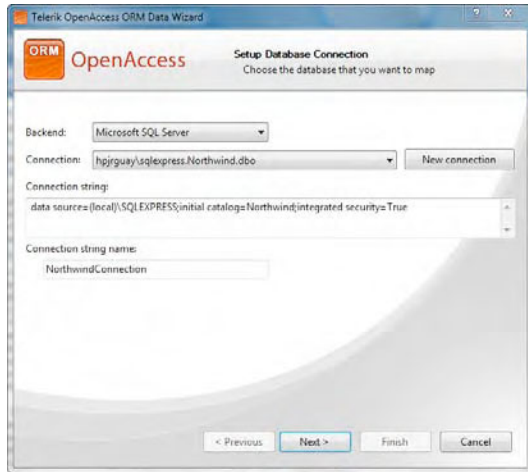 Telerik OpenAccess ORM Data Wizard
ORM
OpenAccess
Setup Database Connection
Choose the database that you want to map
Backend: Microsoft SQL Server
Connection: hpjrguay\sqlexpress.Northwind.dbo New connection
Connection string:
data source=(local)\SQLEXPRESS;initial catalog=Northwind;integrated security=True
Connection string name:
NorthwindConnection
< Previous Next > Finish Cancel